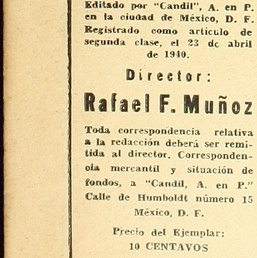 Editado por "Candil", A. en P.
en la ciudad de México, D. F.
Registrado como artículo de
segunda clase, el 23 de abril
de 1940.
Director:
Rafael F. Muñoz
Toda correspondencia relativa
a la redacción deberá ser remi-
tida al director. Corresponden-
cia mercantil y situación de
fondos, a "Candil, A. en P."
Calle de Humboldt número 15
México, D. F.
Precio del Ejemplar:
10 CENTAVOS